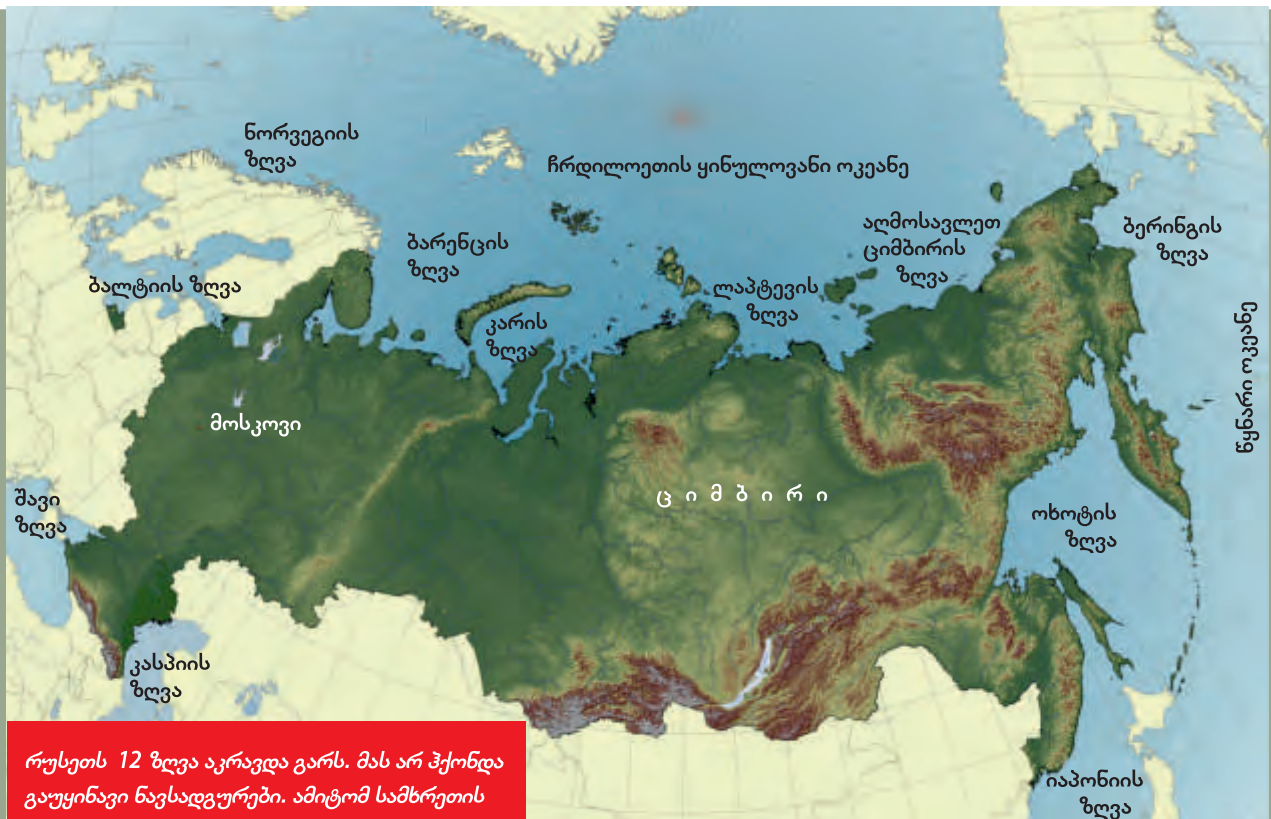 ნორვეგიის
ზღვა
ჩრდილოეთის ყინულოვანი ოკეანე
აღმოსავლეთ
ციმბირის
ზღვა
ბერინგის
ზღვა
ბარენცის
ზღვა
ბალტიის ზღვა
ლაპტევის
ზღვა
კარის
ზღვა
წყნარი ოკეანე
მოსკოვი
ციმბირი
შავი
ზღვა
ოხოტის
ზღვა
კასპიის
ზღვა
იაპონიის
ზღვა
რუსეთს 12 ზღვა აკრავდა გარს. მას არ ჰქონდა
გაუყინავი ნავსადგურები. ამიტომ სამხრეთის